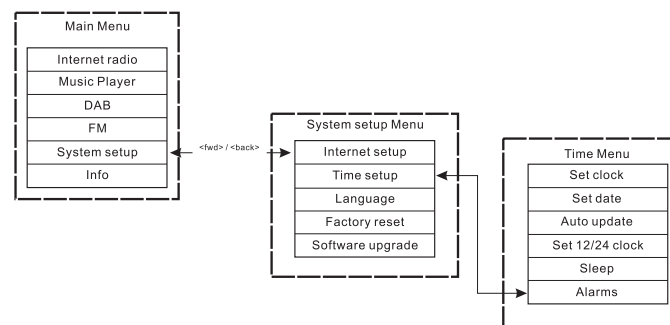 Main Menu
Internet radio
Music Player
DAB
FM
System setup
Info
<fwd> / <back>
System setup Menu
Internet setup
Time setup
Language
Factory reset
Software upgrade
Time Menu
Set clock
Set date
Auto update
Set 12/24 clock
Sleep
Alarms